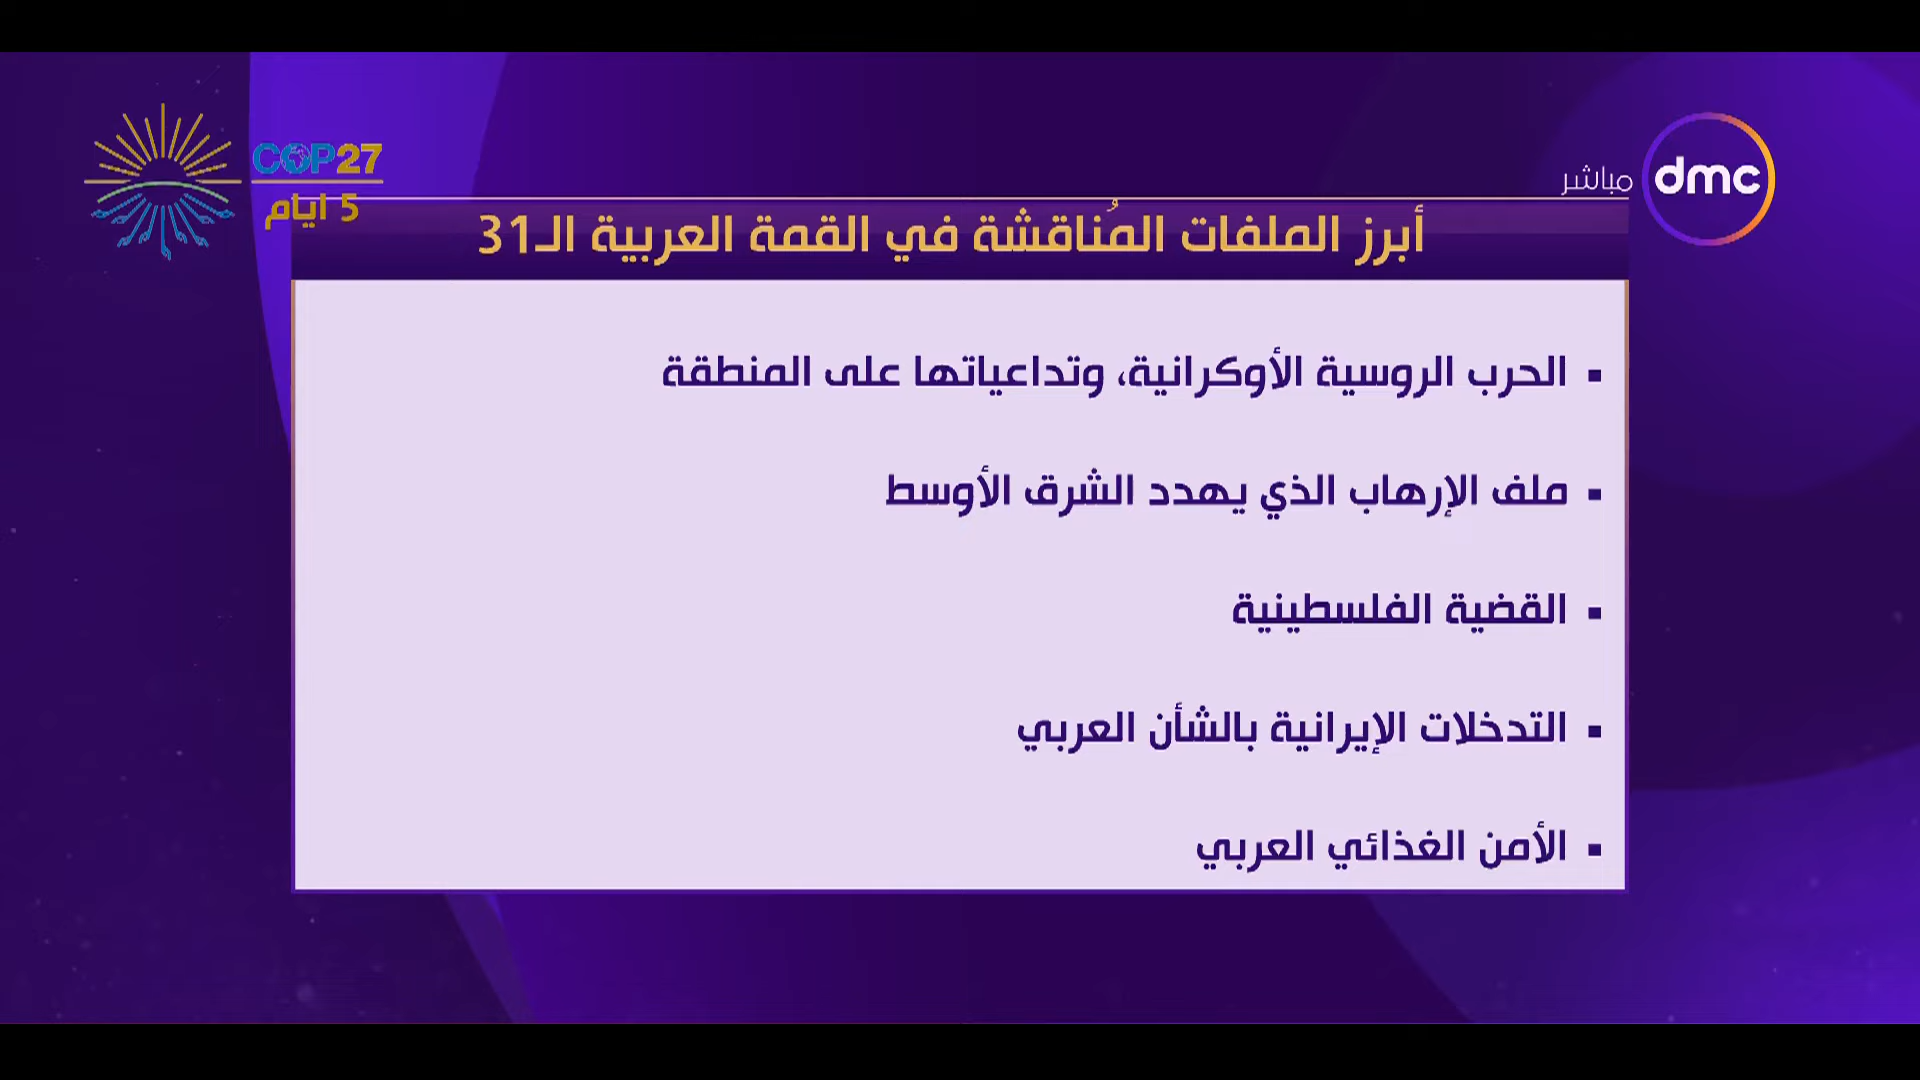 COP27
5 ايام
مباشر
dmc
أبرز الملفات المُناقشة في القمة العربية الـ31
▪ الحرب الروسية الأوكرانية، وتداعياتها على المنطقة
▪ ملف الإرهاب الذي يهدد الشرق الأوسط
▪ القضية الفلسطينية
▪ التدخلات الإيرانية بالشأن العربي
▪ الأمن الغذائي العربي